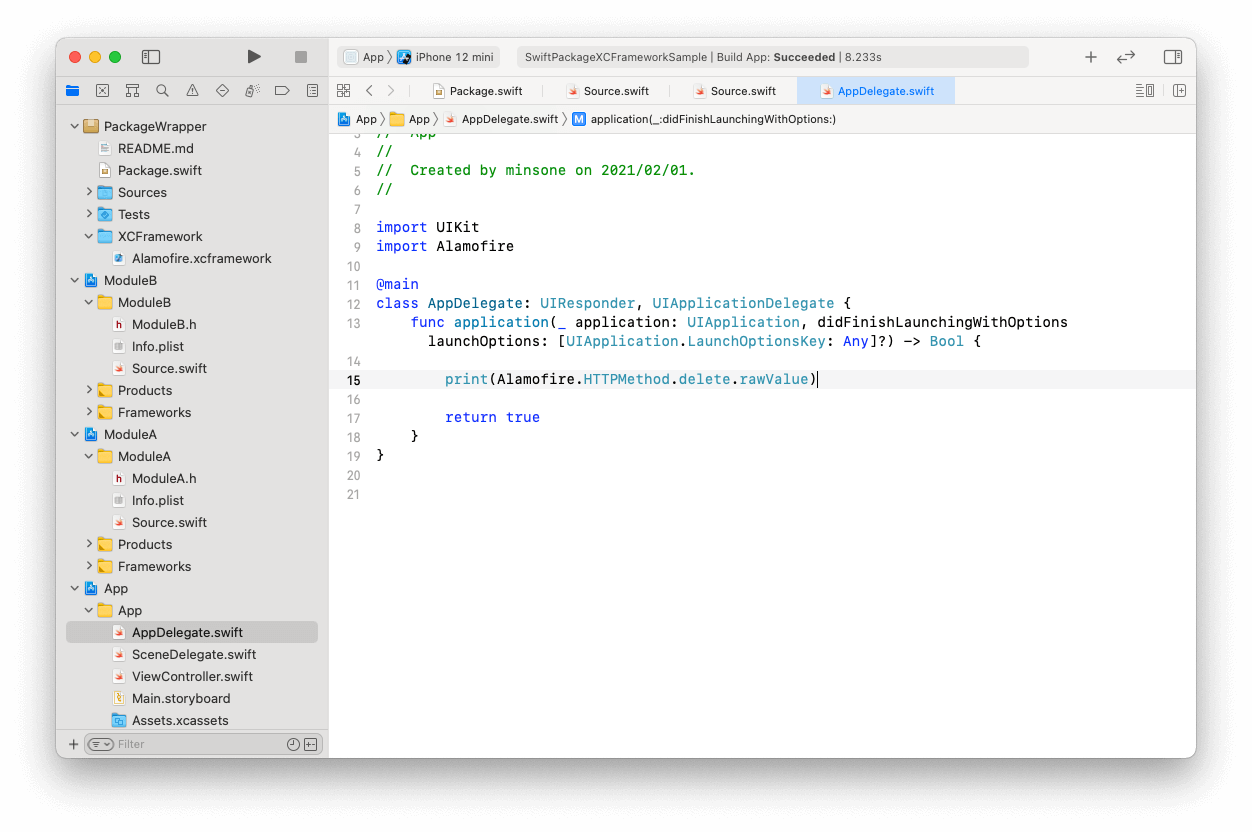 App
iPhone 12 mini
SwiftPackageXCFrameworkSample | Build App: Succeeded | 8.233s
Package.swift
Source.swift
Source.swift
AppDelegate.swift
App
App
AppDelegate.swift
M
application(_:didFinishLaunchingWithOptions:)
PackageWrapper
README.md
Package.swift
Sources
Tests
XCFramework
Alamofire.xcframework
ModuleB
ModuleB
h ModuleB.h
Info.plist
Source.swift
Products
Frameworks
ModuleA
ModuleA
h ModuleA.h
Info.plist
Source.swift
Products
Frameworks
App
App
AppDelegate.swift
SceneDelegate.swift
ViewController.swift
Main.storyboard
Assets.xcassets
Filter
3 //  App
4 //
5 //  Created by minsone on 2021/02/01.
6 //
7
8 import UIKit
9 import Alamofire
10
11 @main
12 class AppDelegate: UIResponder, UIApplicationDelegate {
13     func application(_ application: UIApplication, didFinishLaunchingWithOptions
launchOptions: [UIApplication.LaunchOptionsKey: Any]?) -> Bool {
14
15         print(Alamofire.HTTPMethod.delete.rawValue)
16
17         return true
18     }
19 }
20
21